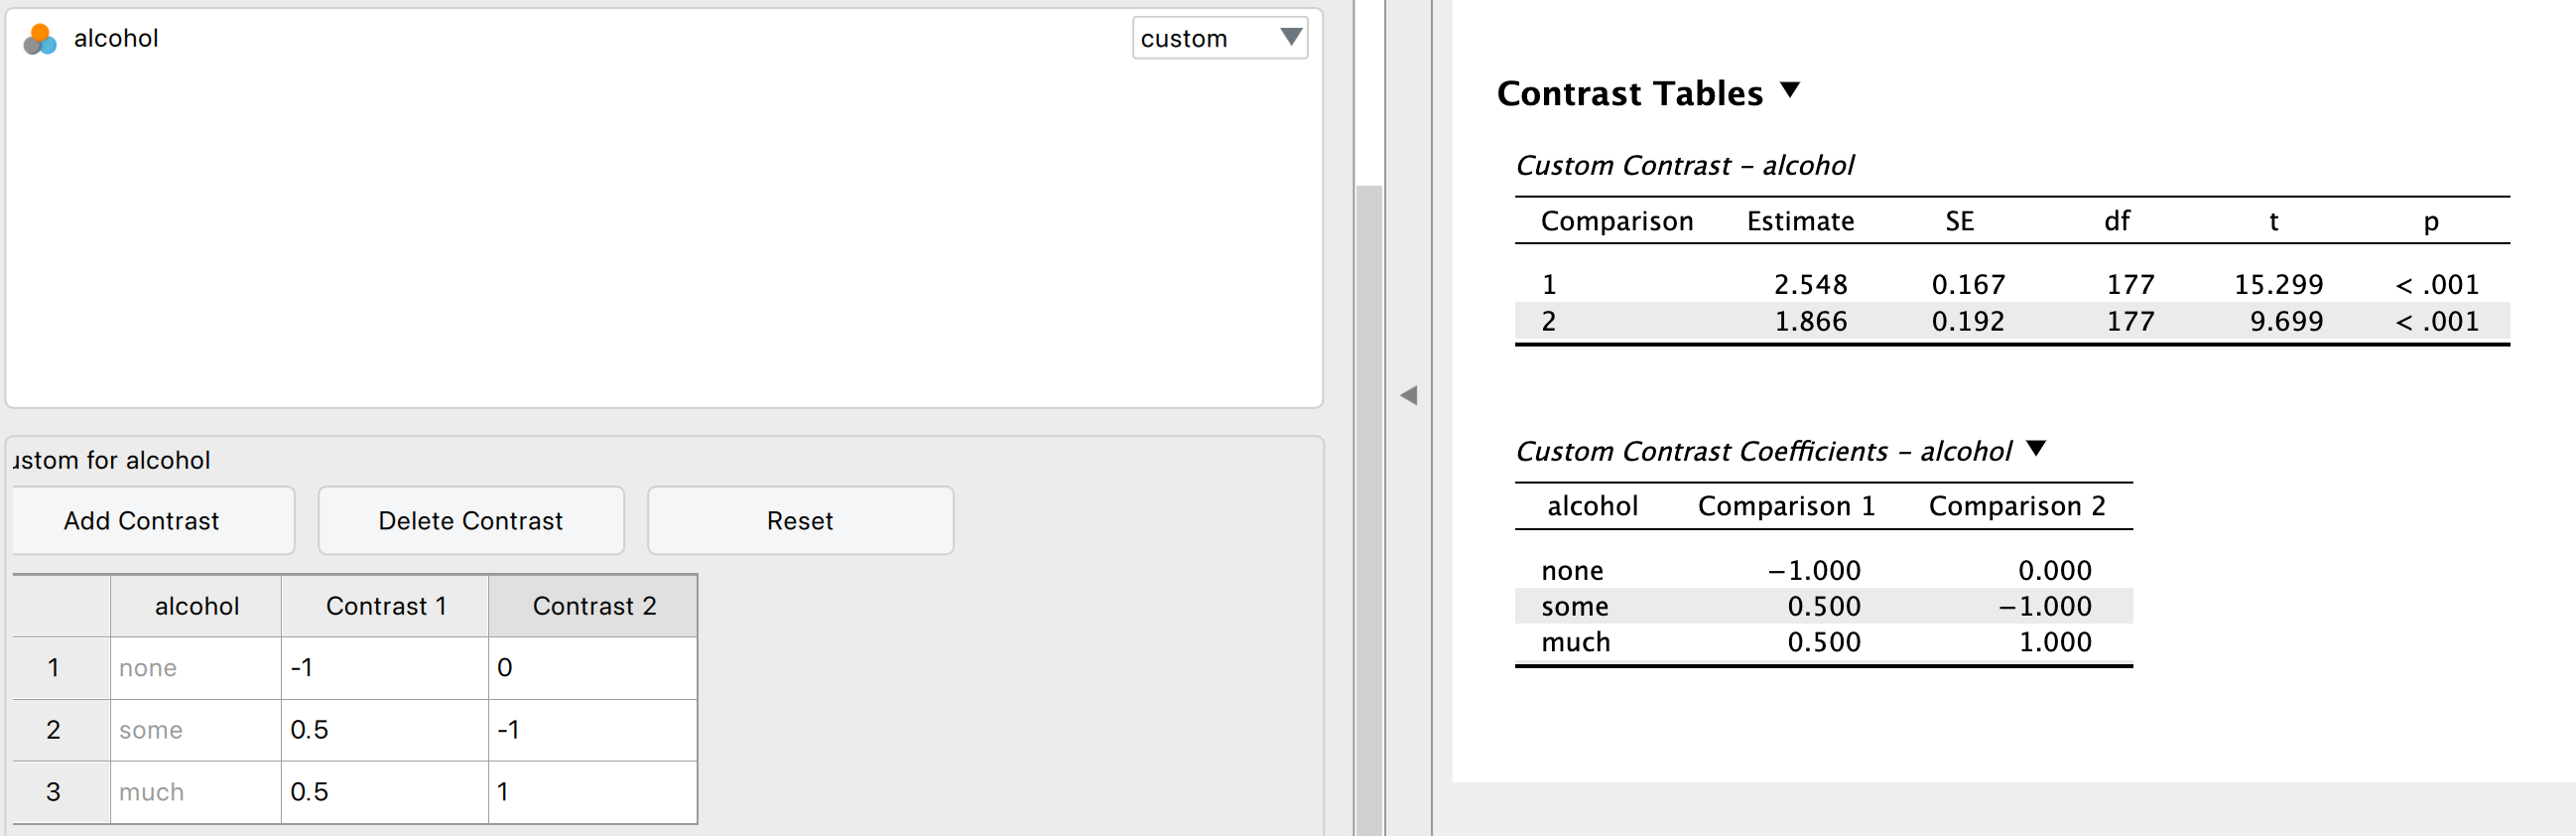 alcohol custom
ustom for alcohol
Add Contrast Delete Contrast Reset
alcohol Contrast 1 Contrast 2
1 none -1 0
2 some 0.5 -1
3 much 0.5 1
Contrast Tables
Custom Contrast – alcohol
Comparison Estimate SE df t p
1 2.548 0.167 177 15.299 < .001
2 1.866 0.192 177 9.699 < .001
Custom Contrast Coefficients – alcohol
alcohol Comparison 1 Comparison 2
none −1.000 0.000
some 0.500 −1.000
much 0.500 1.000